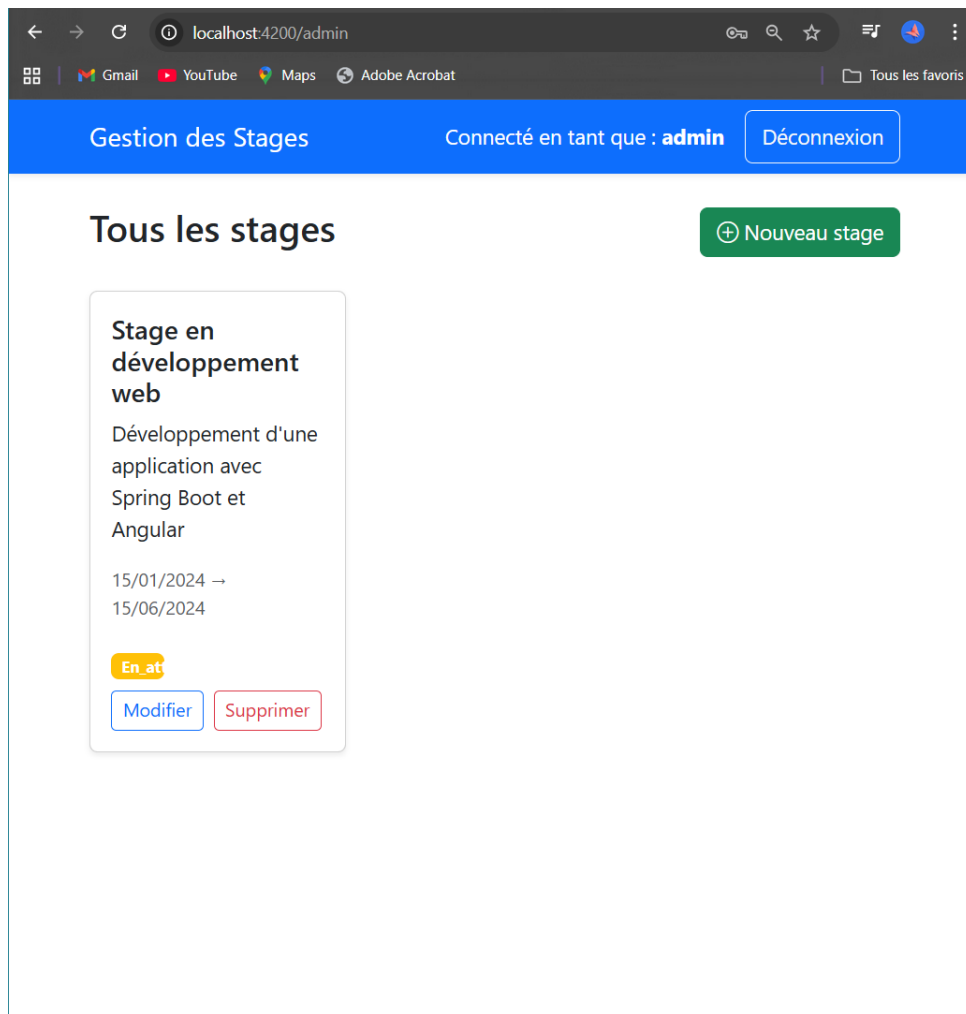 localhost:4200/admin
Gmail YouTube Maps Adobe Acrobat Tous les favoris
Gestion des Stages Connecté en tant que : admin Déconnexion
Tous les stages Nouveau stage
Stage en
développement
web
Développement d'une
application avec
Spring Boot et
Angular
15/01/2024 →
15/06/2024
Modifier Supprimer